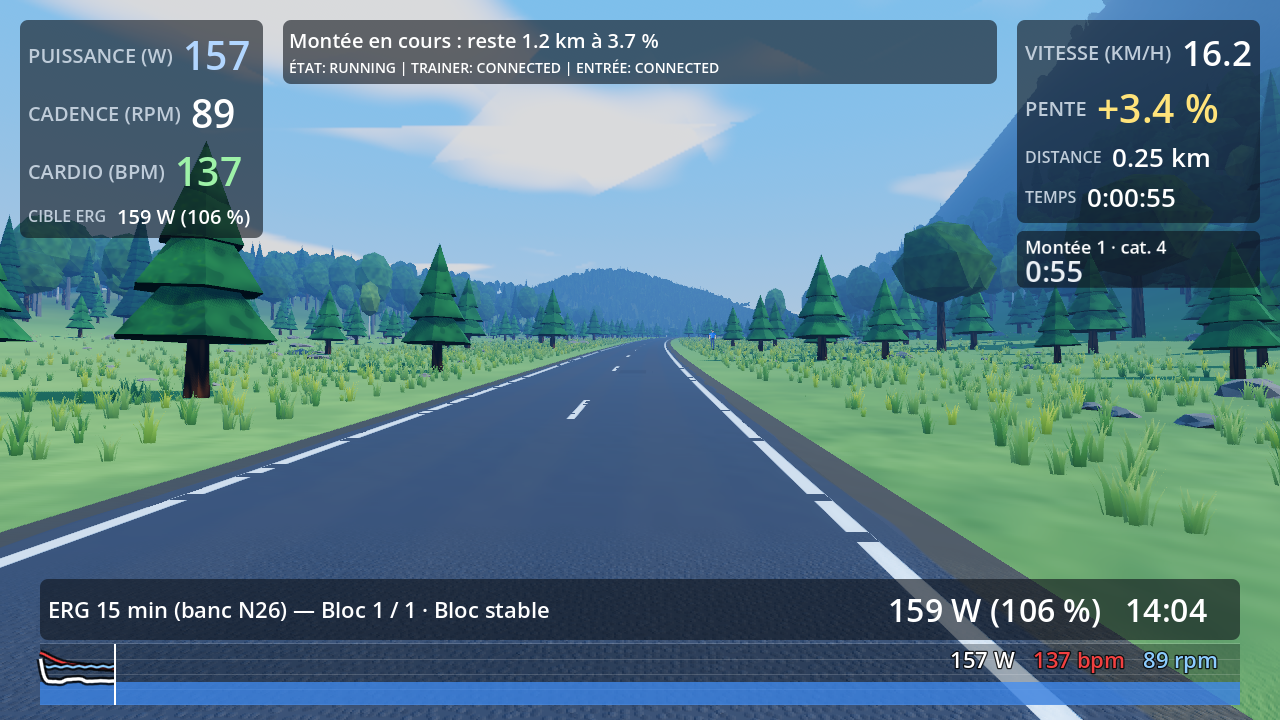 PUISSANCE (W) 157
CADENCE (RPM) 89
CARDIO (BPM) 137
CIBLE ERG 159 W (106 %)
Montée en cours : reste 1.2 km à 3.7 %
ÉTAT: RUNNING | TRAINER: CONNECTED | ENTRÉE: CONNECTED
VITESSE (KM/H) 16.2
PENTE +3.4 %
DISTANCE 0.25 km
TEMPS 0:00:55
Montée 1 · cat. 4
0:55
ERG 15 min (banc N26) — Bloc 1 / 1 · Bloc stable 159 W (106 %) 14:04
157 W 137 bpm 89 rpm